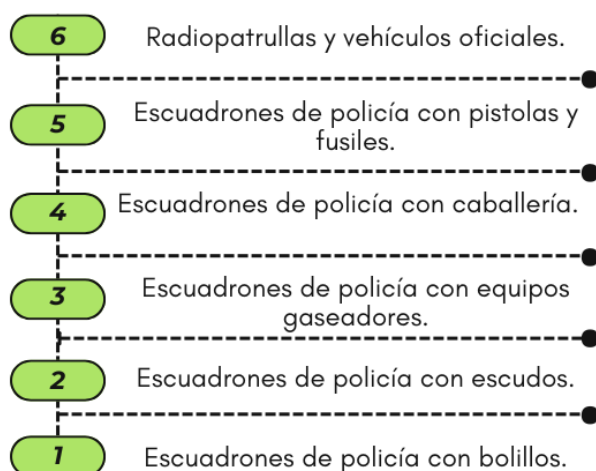 6
Radiopatrullas y vehículos oficiales.
5
Escuadrones de policía con pistolas y
fusiles.
4
Escuadrones de policía con caballería.
3
Escuadrones de policía con equipos
gaseadores.
2
Escuadrones de policía con escudos.
1
Escuadrones de policía con bolillos.